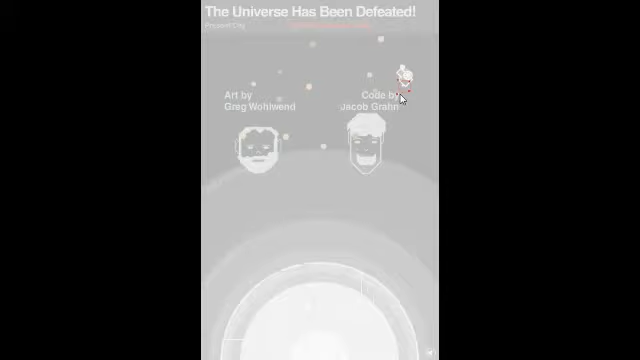 The Universe Has Been Defeated!
Art by
Greg Wohlwend
Code by
Jacob Grahn